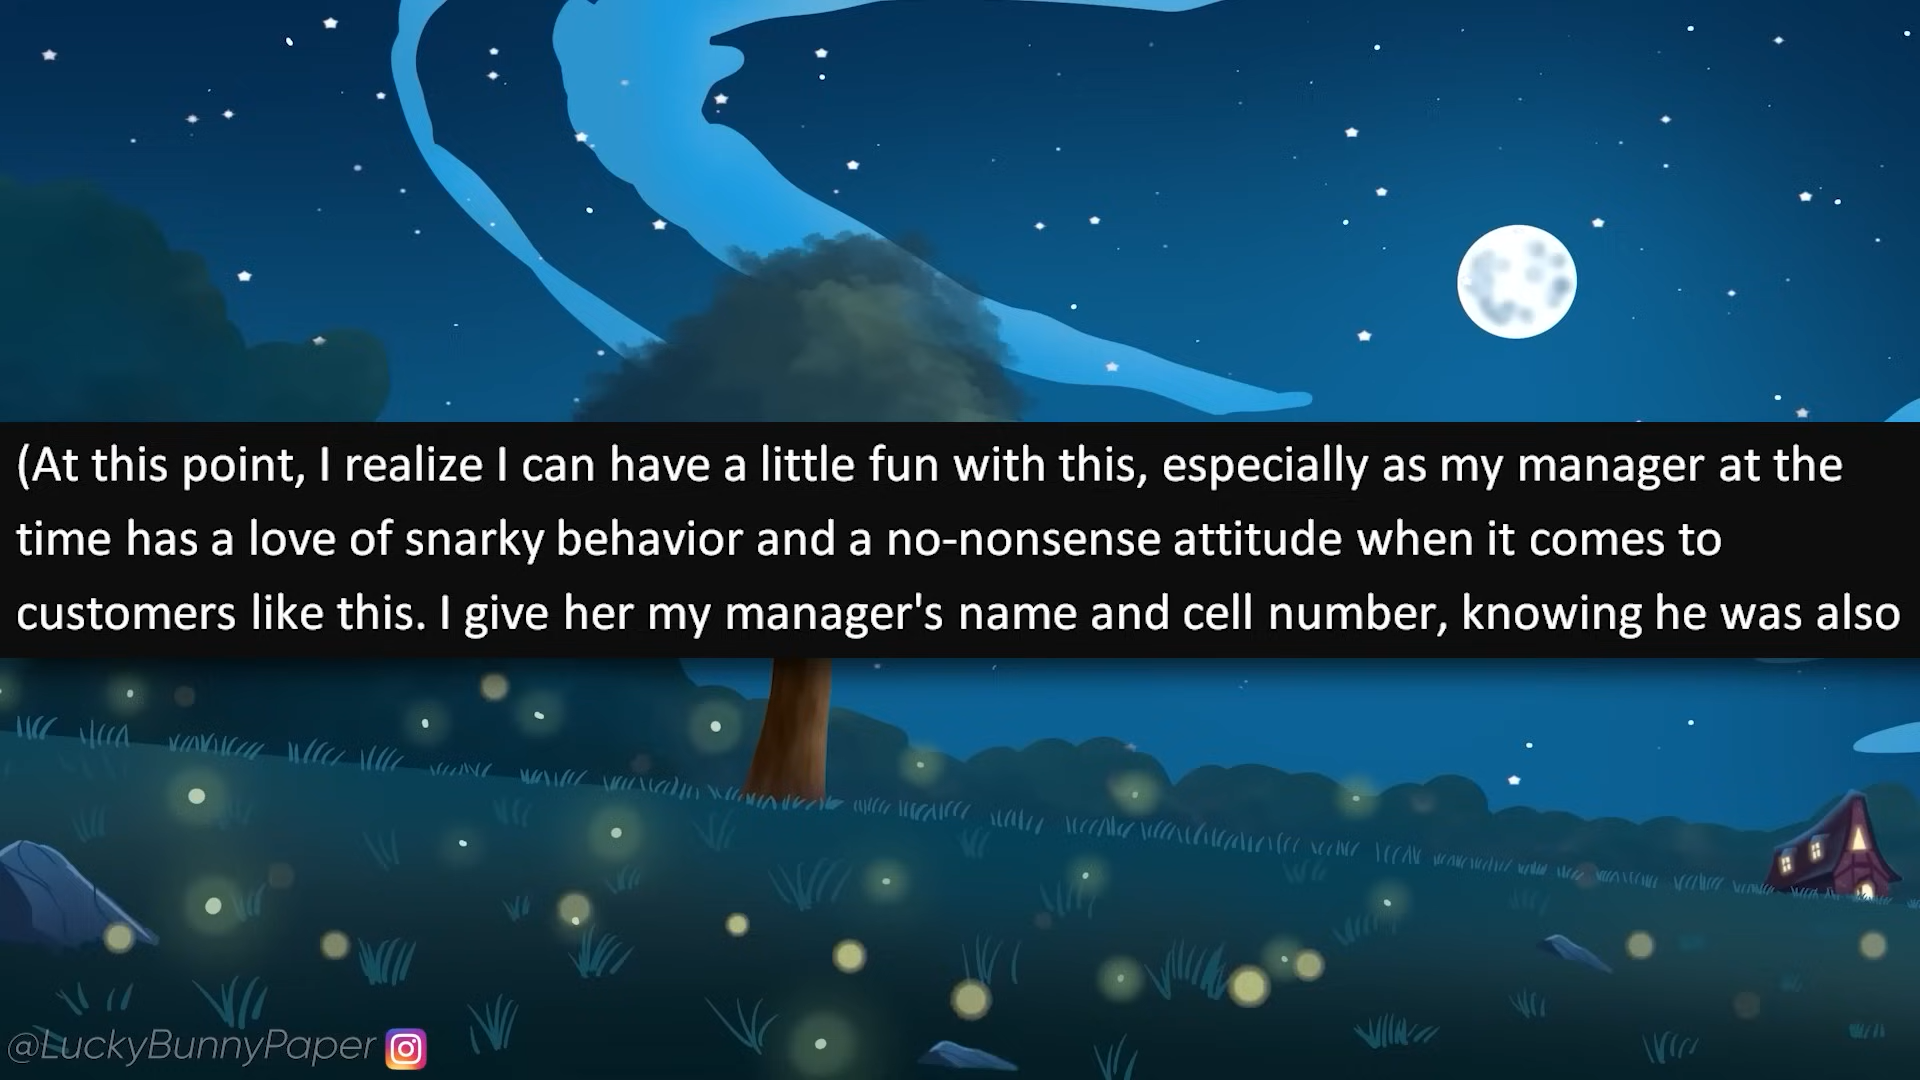 (At this point, I realize I can have a little fun with this, especially as my manager at the
time has a love of snarky behavior and a no-nonsense attitude when it comes to
customers like this. I give her my manager's name and cell number, knowing he was also
@LuckyBunnyPaper